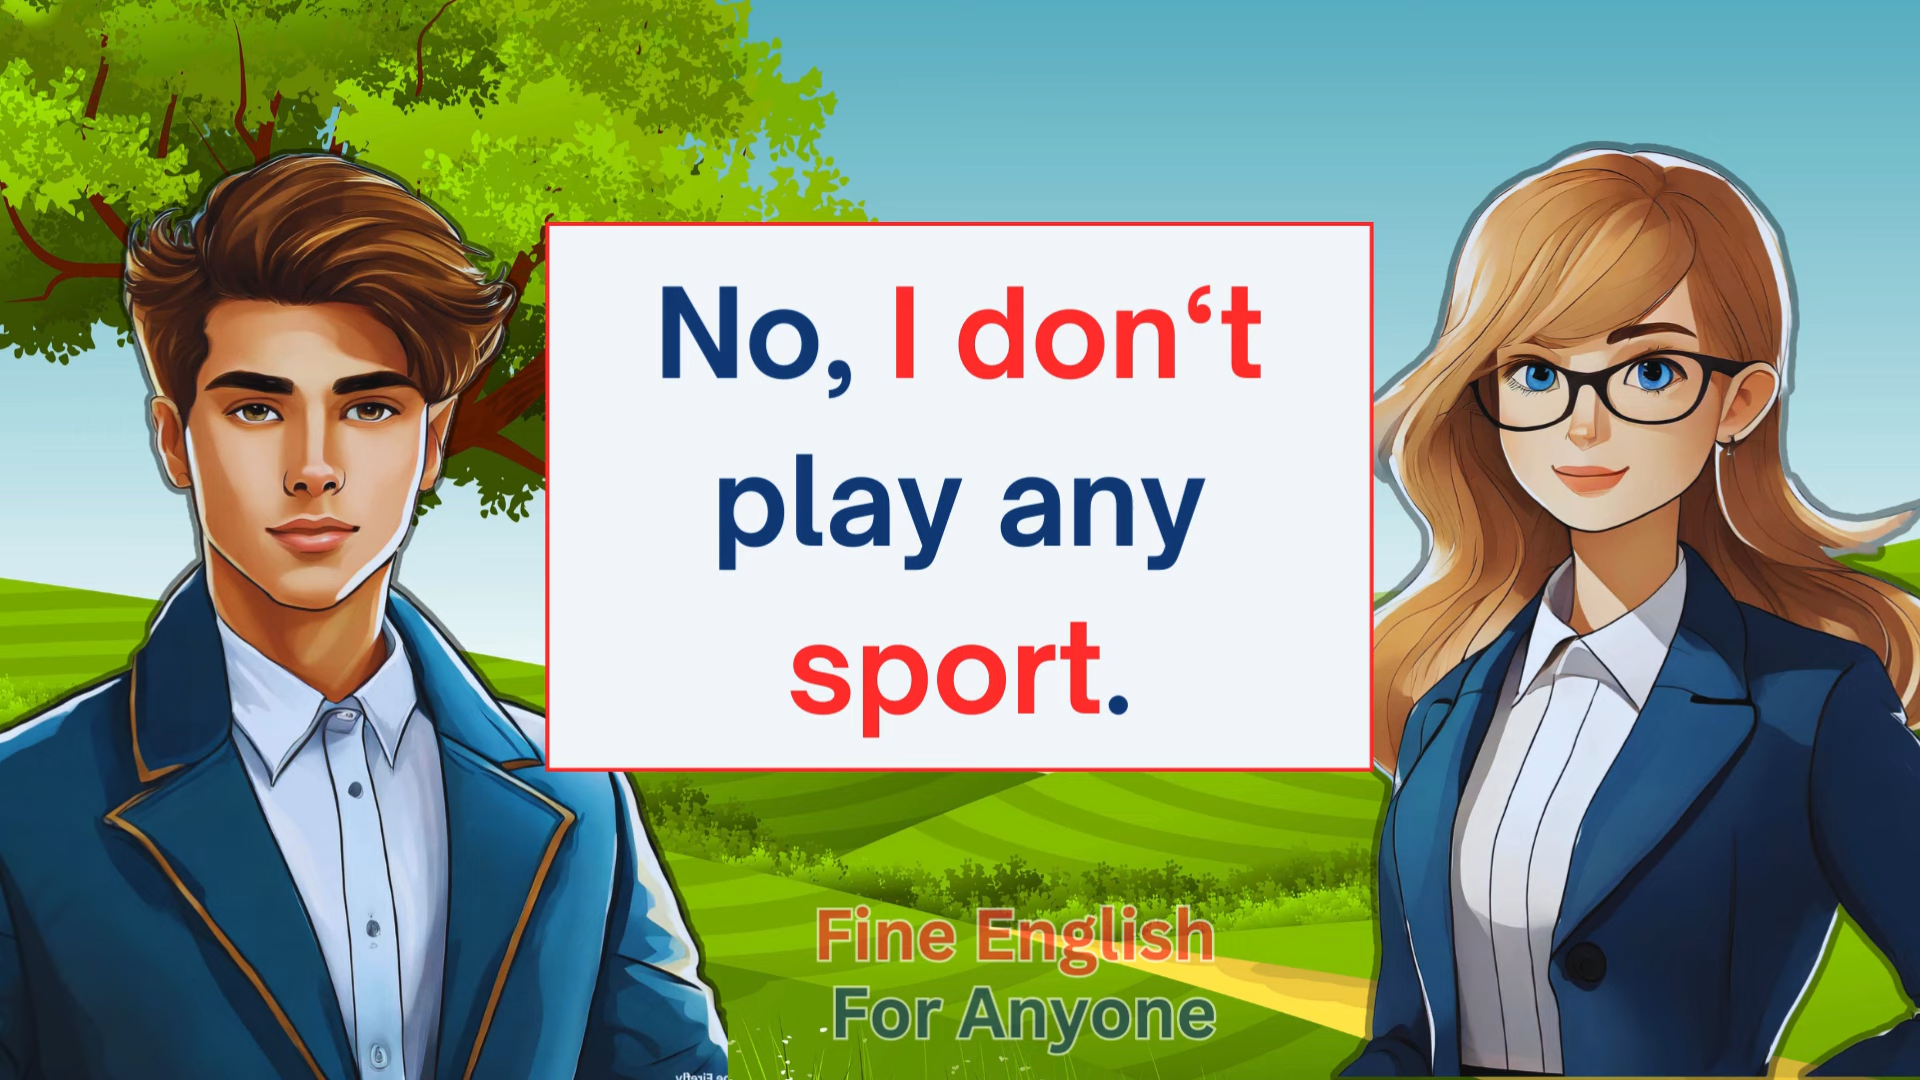 No, I don‘t
play any
sport.
Fine English
For Anyone